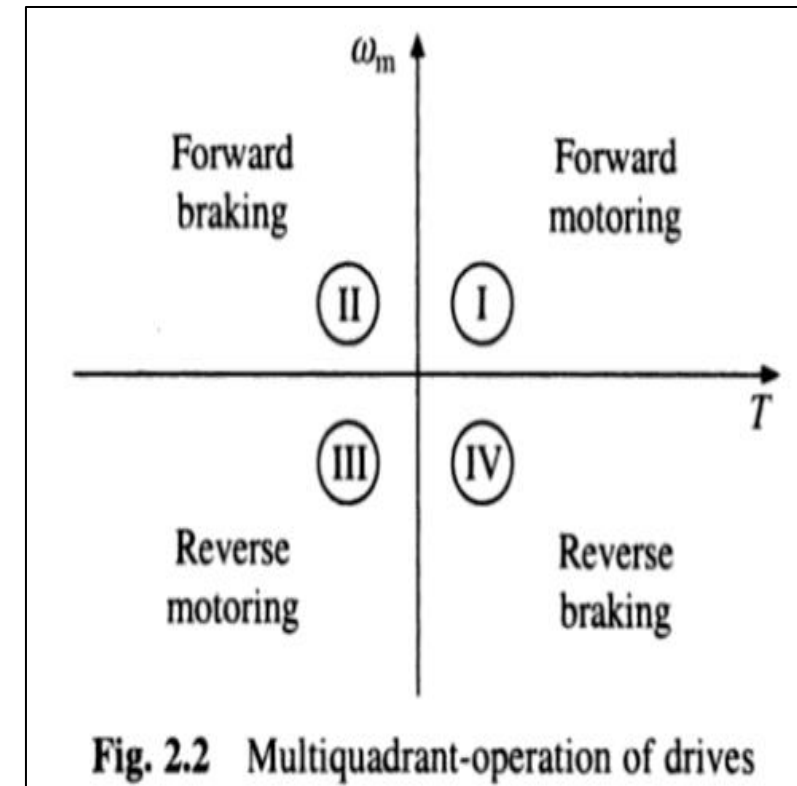 ωm
Forward
braking
Forward
motoring
II
I
T
III
IV
Reverse
motoring
Reverse
braking
Fig. 2.2 Multiquadrant-operation of drives